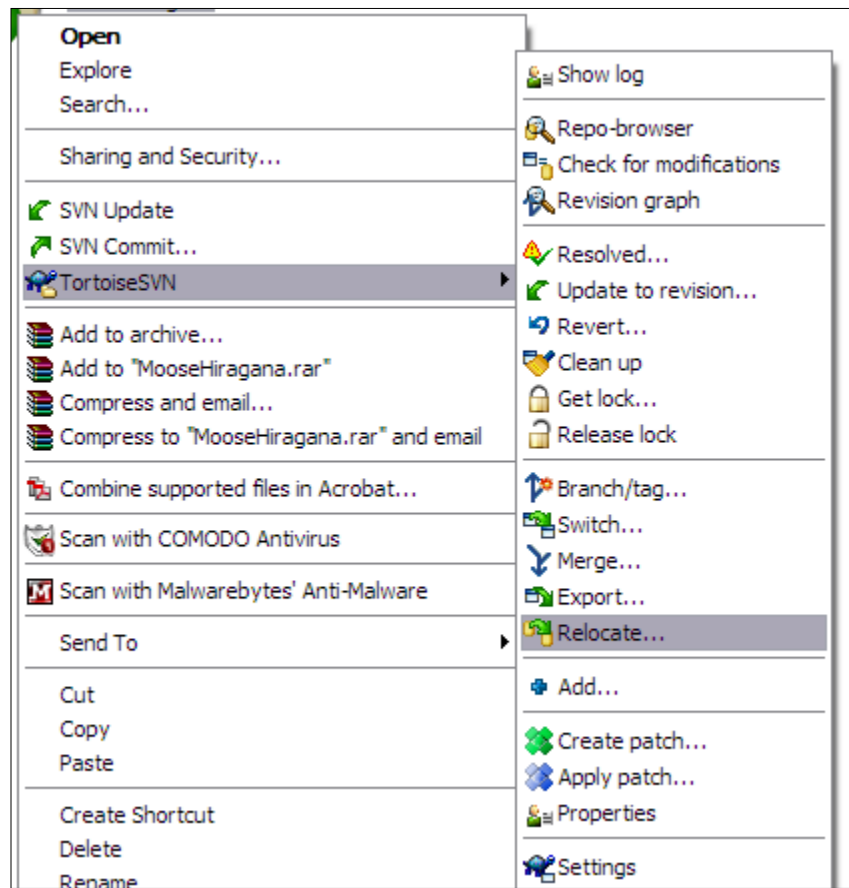 Open
Explore
Search...
Sharing and Security...
SVN Update
SVN Commit...
TortoiseSVN
Add to archive...
Add to "MooseHiragana.rar"
Compress and email...
Compress to "MooseHiragana.rar" and email
Combine supported files in Acrobat...
Scan with COMODO Antivirus
Scan with Malwarebytes' Anti-Malware
Send To
Cut
Copy
Paste
Create Shortcut
Delete
Rename
Show log
Repo-browser
Check for modifications
Revision graph
Resolved...
Update to revision...
Revert...
Clean up
Get lock...
Release lock
Branch/tag...
Switch...
Merge...
Export...
Relocate...
Add...
Create patch...
Apply patch...
Properties
Settings